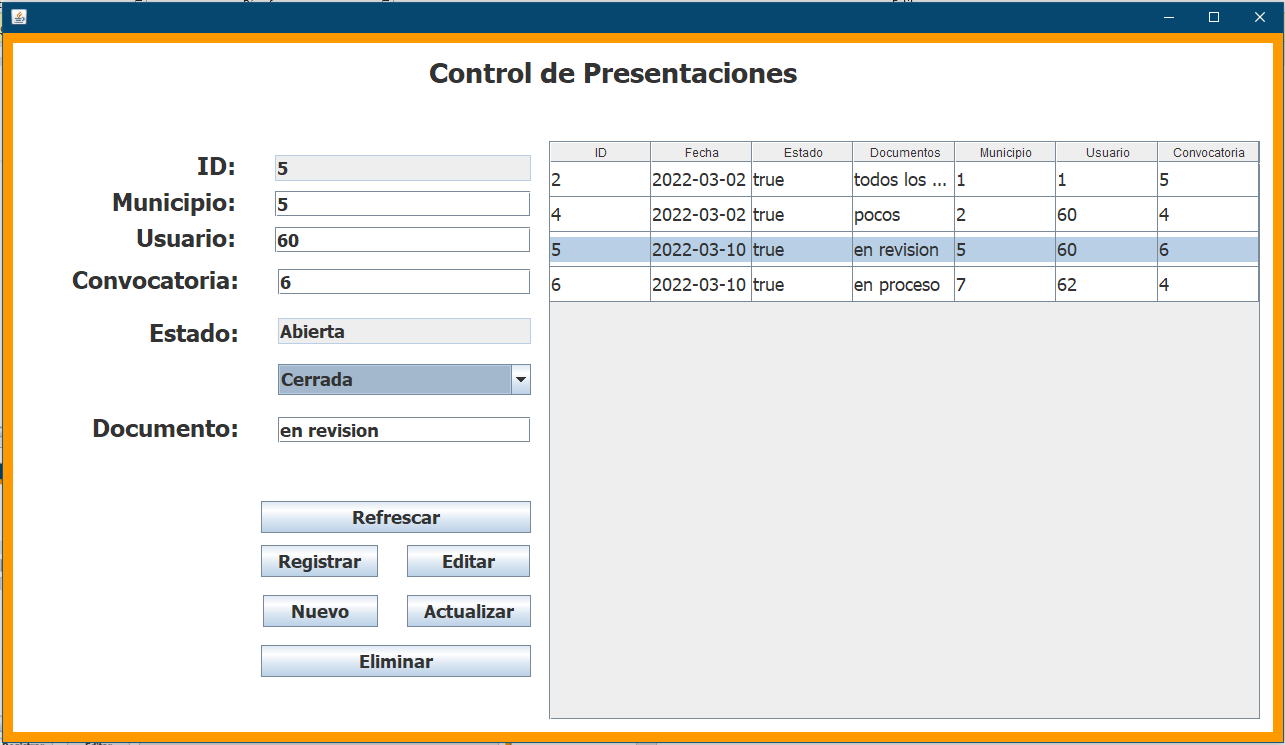 Control de Presentaciones
ID: 5
Municipio: 5
Usuario: 60
Convocatoria: 6
Estado: Abierta
Cerrada
Documento: en revision
Refrescar
Registrar Editar
Nuevo Actualizar
Eliminar
ID Fecha Estado Documentos Municipio Usuario Convocatoria
2 2022-03-02 true todos los ... 1 1 5
4 2022-03-02 true pocos 2 60 4
5 2022-03-10 true en revision 5 60 6
6 2022-03-10 true en proceso 7 62 4